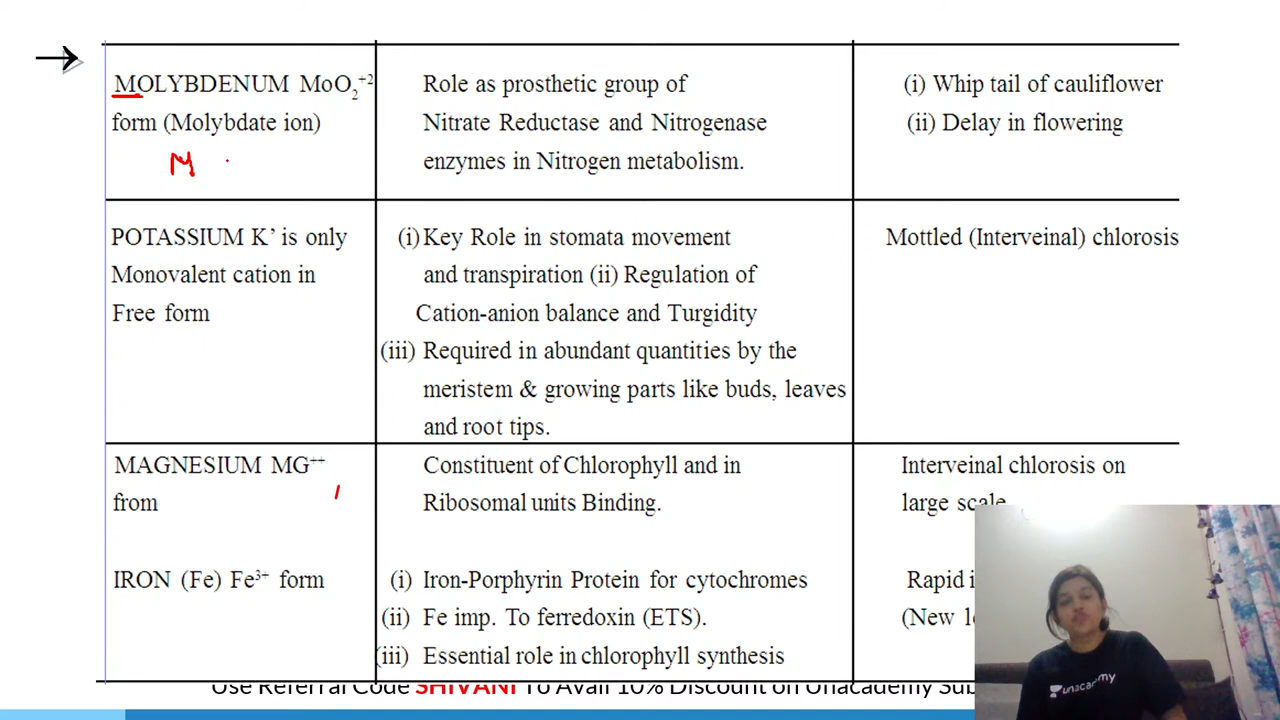 MOLYBDENUM MoO₂⁺²
form (Molybdate ion)
M
Role as prosthetic group of
Nitrate Reductase and Nitrogenase
enzymes in Nitrogen metabolism.
(i) Whip tail of cauliflower
(ii) Delay in flowering
POTASSIUM K’ is only
Monovalent cation in
Free form
(i) Key Role in stomata movement
and transpiration (ii) Regulation of
Cation-anion balance and Turgidity
(iii) Required in abundant quantities by the
meristem & growing parts like buds, leaves
and root tips.
Mottled (Interveinal) chlorosis
MAGNESIUM MG⁺⁺
from
Constituent of Chlorophyll and in
Ribosomal units Binding.
Interveinal chlorosis on
large scale
IRON (Fe) Fe³⁺ form
(i) Iron-Porphyrin Protein for cytochromes
(ii) Fe imp. To ferredoxin (ETS).
(iii) Essential role in chlorophyll synthesis
Rapid
(New
Use Referral Code SHIVANI To Avail 10% Discount on Unacademy
unacademy